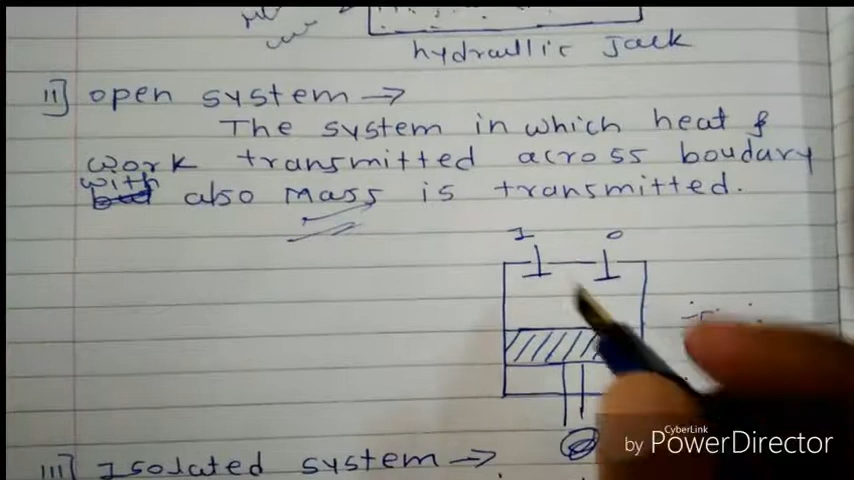 hydraullic Jack
ii] open system →
The system in which heat &
work transmitted across boudary
with also Mass is transmitted.
I O
iii] Isolated system →
CyberLink
by PowerDirector